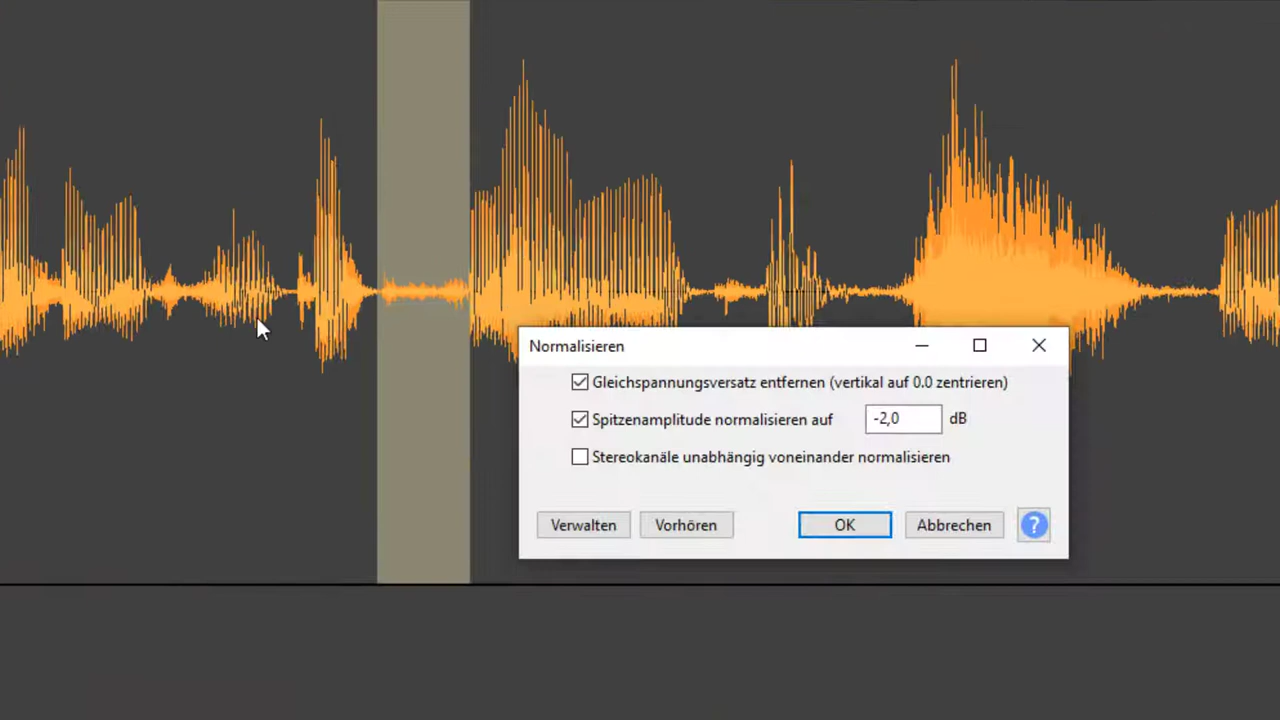 Normalisieren
Gleichspannungsversatz entfernen (vertikal auf 0.0 zentrieren)
Spitzenamplitude normalisieren auf -2,0 dB
Stereokanäle unabhängig voneinander normalisieren
Verwalten Vorhören OK Abbrechen ?